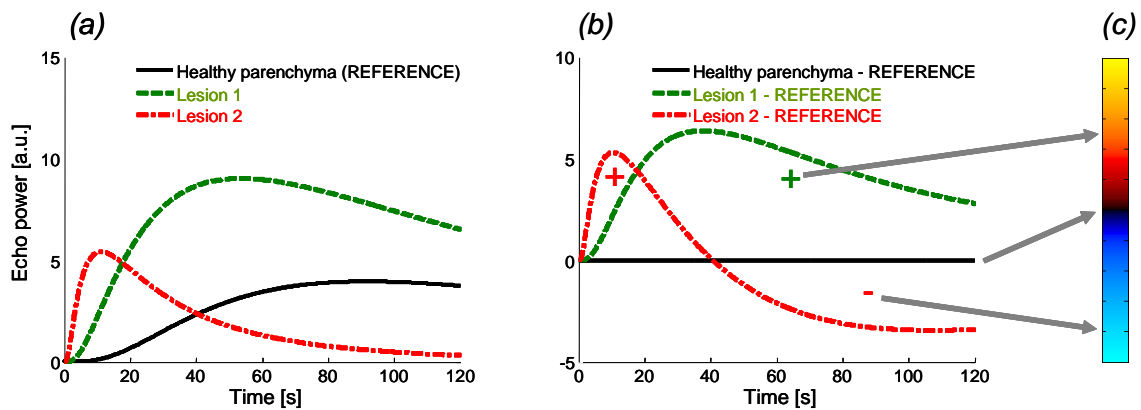 (a)
15
10
5
0
Echo power [a.u.]
Healthy parenchyma (REFERENCE)
Lesion 1
Lesion 2
0 20 40 60 80 100 120
Time [s]
(b)
10
5
0
-5
Healthy parenchyma - REFERENCE
Lesion 1 - REFERENCE
Lesion 2 - REFERENCE
+ +
-
0 20 40 60 80 100 120
Time [s]
(c)